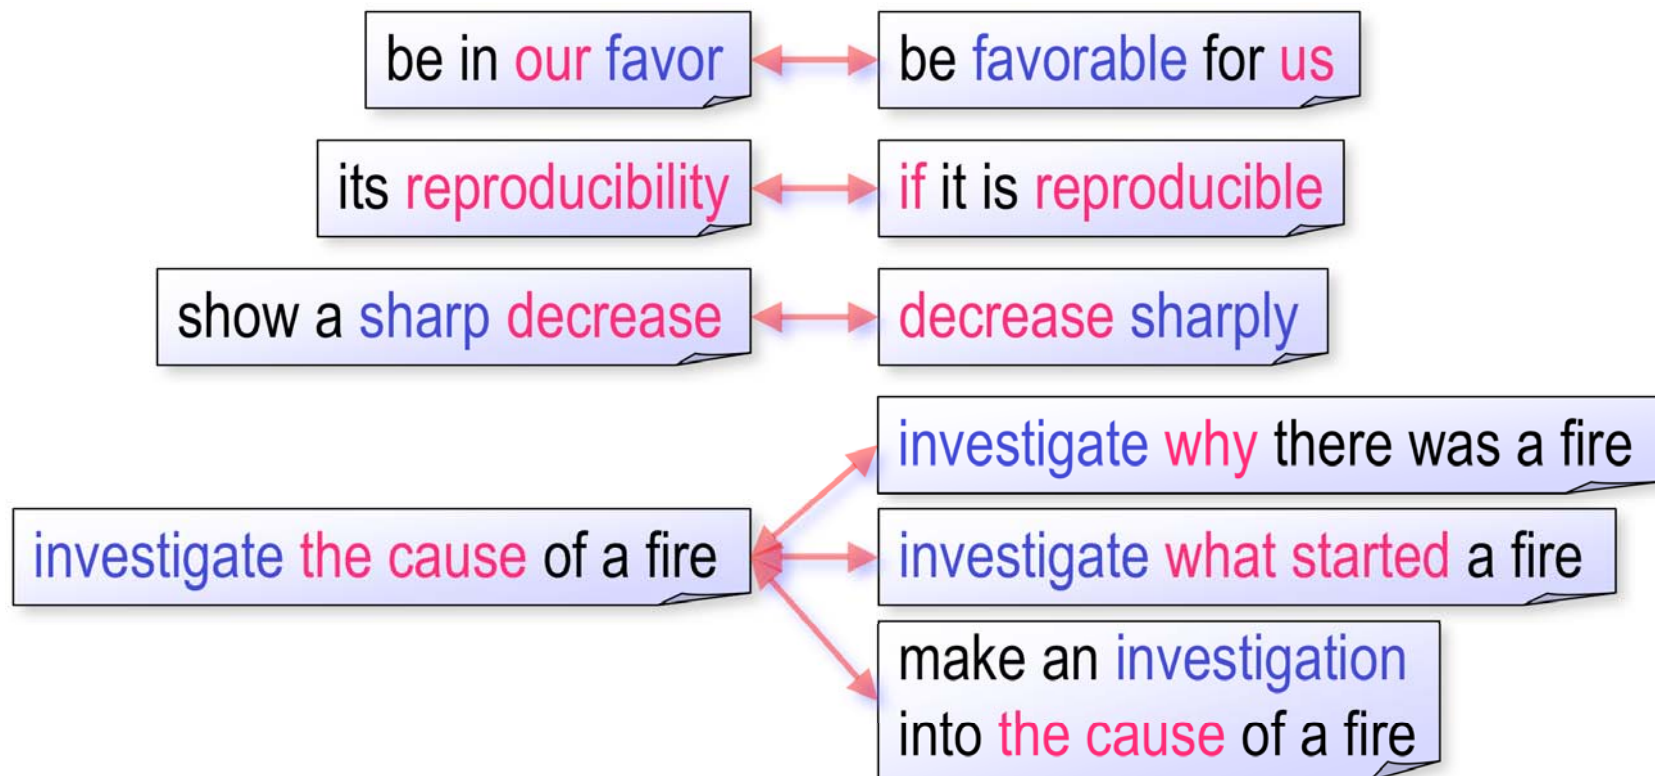 be in our favor
be favorable for us
its reproducibility
if it is reproducible
show a sharp decrease
decrease sharply
investigate the cause of a fire
investigate why there was a fire
investigate what started a fire
make an investigation
into the cause of a fire